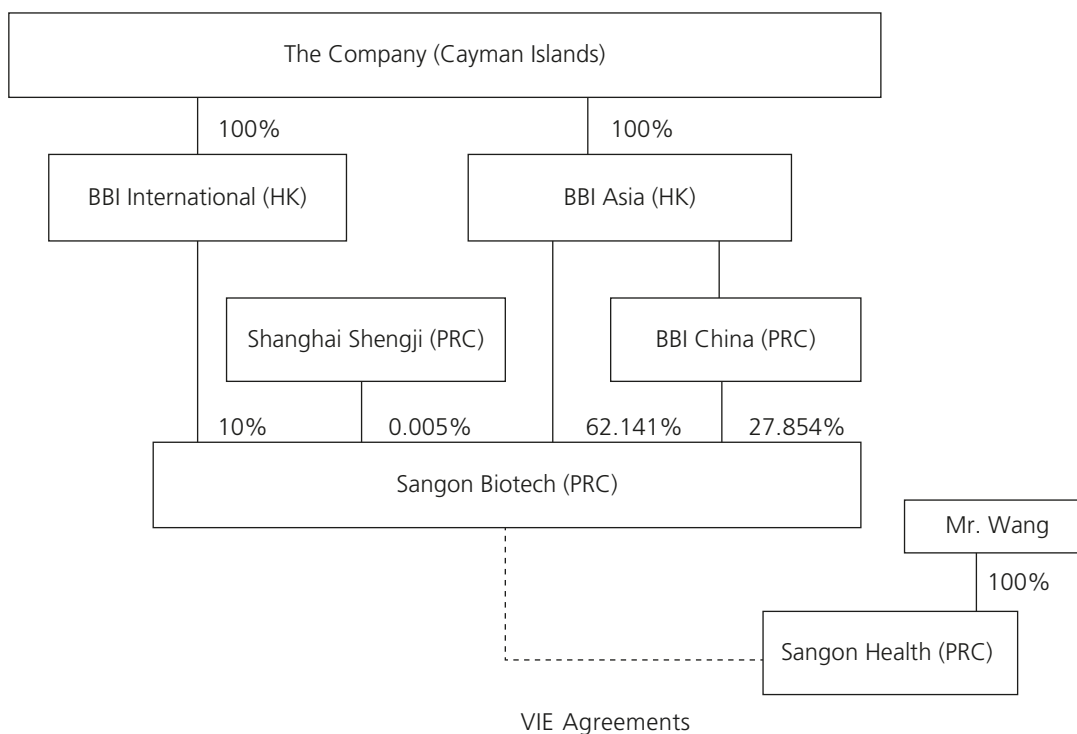 The Company (Cayman Islands)
100%
100%
BBI International (HK)
BBI Asia (HK)
Shanghai Shengji (PRC)
BBI China (PRC)
10%
0.005%
62.141%
27.854%
Sangon Biotech (PRC)
Mr. Wang
100%
Sangon Health (PRC)
VIE Agreements